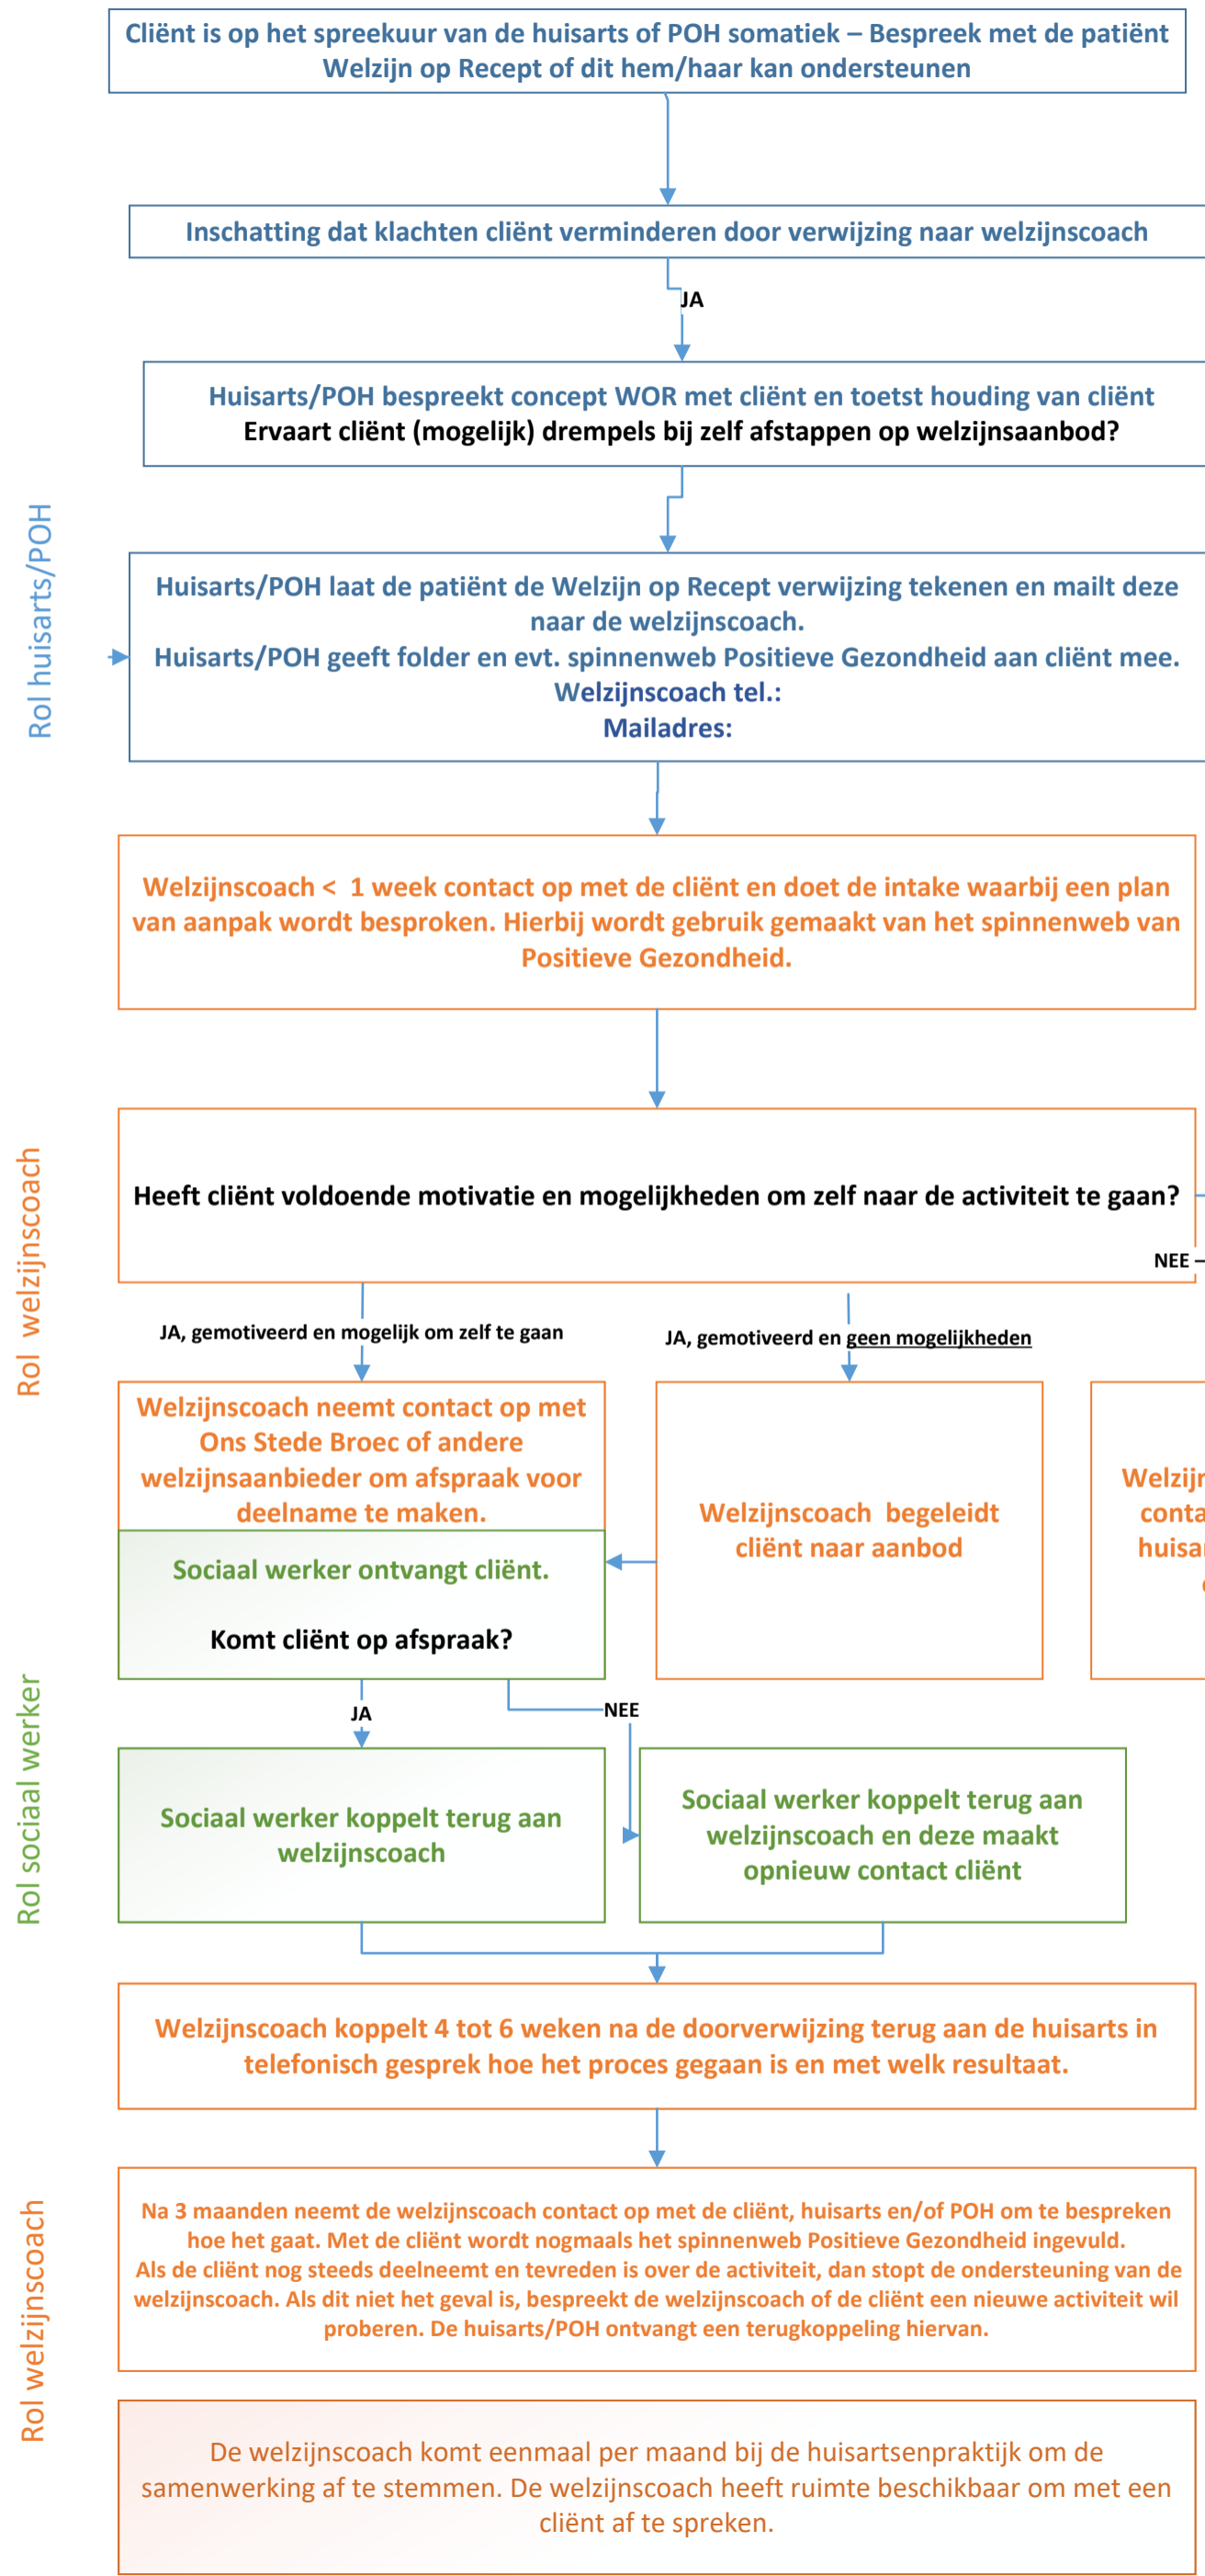 Cliënt is op het spreekuur van de huisarts of POH somatiek – Bespreek met de patiënt
Welzijn op Recept of dit hem/haar kan ondersteunen
Inschatting dat klachten cliënt verminderen door verwijzing naar welzijnscoach
JA
Huisarts/POH bespreekt concept WOR met cliënt en toetst houding van cliënt
Ervaart cliënt (mogelijk) drempels bij zelf afstappen op welzijnsaanbod?
Rol huisarts/POH
Huisarts/POH laat de patiënt de Welzijn op Recept verwijzing tekenen en mailt deze
naar de welzijnscoach.
Huisarts/POH geeft folder en evt. spinnenweb Positieve Gezondheid aan cliënt mee.
Welzijnscoach tel.:
Mailadres:
Welzijnscoach < 1 week contact op met de cliënt en doet de intake waarbij een plan
van aanpak wordt besproken. Hierbij wordt gebruik gemaakt van het spinnenweb van
Positieve Gezondheid.
Rol welzijnscoach
Heeft cliënt voldoende motivatie en mogelijkheden om zelf naar de activiteit te gaan?
NEE
JA, gemotiveerd en mogelijk om zelf te gaan
JA, gemotiveerd en geen mogelijkheden
Welzijnscoach neemt contact op met
Ons Stede Broec of andere
welzijnsaanbieder om afspraak voor
deelname te maken.
Welzijnscoach begeleidt
cliënt naar aanbod
Sociaal werker ontvangt cliënt.
Komt cliënt op afspraak?
Rol sociaal werker
JA
NEE
Sociaal werker koppelt terug aan
welzijnscoach
Sociaal werker koppelt terug aan
welzijnscoach en deze maakt
opnieuw contact cliënt
Welzijnscoach koppelt 4 tot 6 weken na de doorverwijzing terug aan de huisarts in
telefonisch gesprek hoe het proces gegaan is en met welk resultaat.
Rol welzijnscoach
Na 3 maanden neemt de welzijnscoach contact op met de cliënt, huisarts en/of POH om te bespreken
hoe het gaat. Met de cliënt wordt nogmaals het spinnenweb Positieve Gezondheid ingevuld.
Als de cliënt nog steeds deelneemt en tevreden is over de activiteit, dan stopt de ondersteuning van de
welzijnscoach. Als dit niet het geval is, bespreekt de welzijnscoach of de cliënt een nieuwe activiteit wil
proberen. De huisarts/POH ontvangt een terugkoppeling hiervan.
De welzijnscoach komt eenmaal per maand bij de huisartsenpraktijk om de
samenwerking af te stemmen. De welzijnscoach heeft ruimte beschikbaar om met een
cliënt af te spreken.